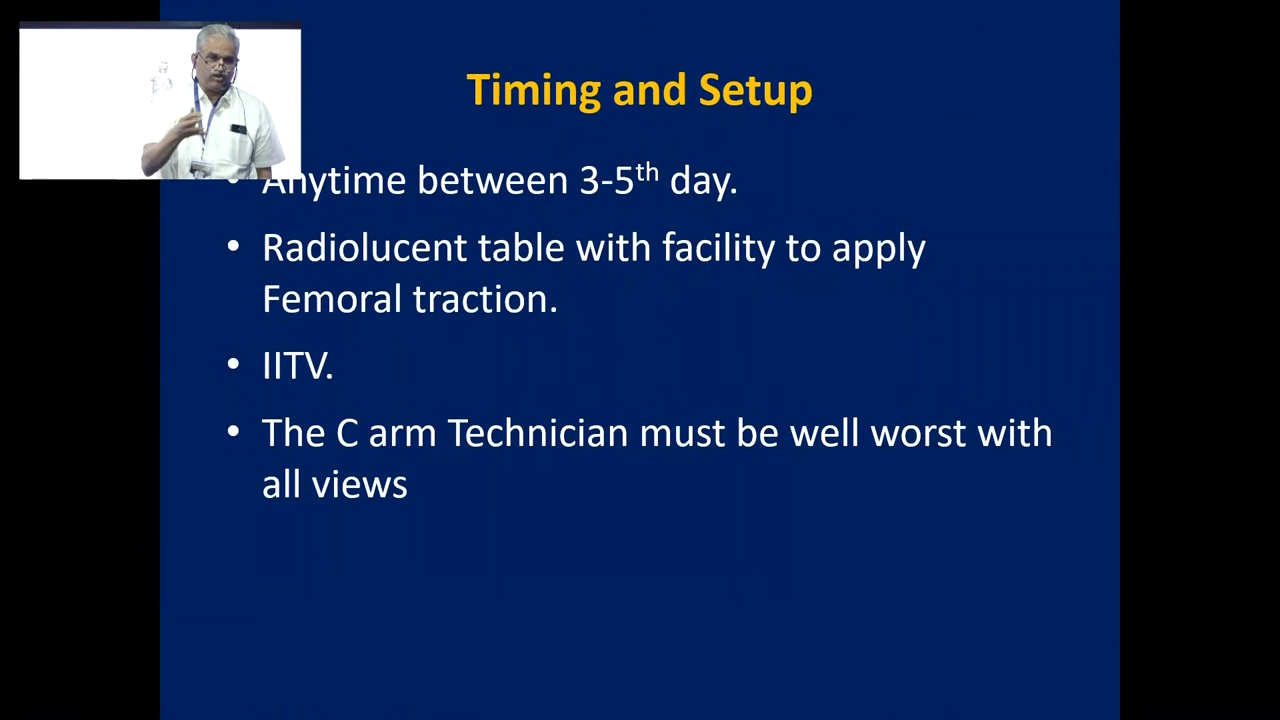 Timing and Setup
• Anytime between 3-5th day.
• Radiolucent table with facility to apply
Femoral traction.
• IITV.
• The C arm Technician must be well worst with
all views